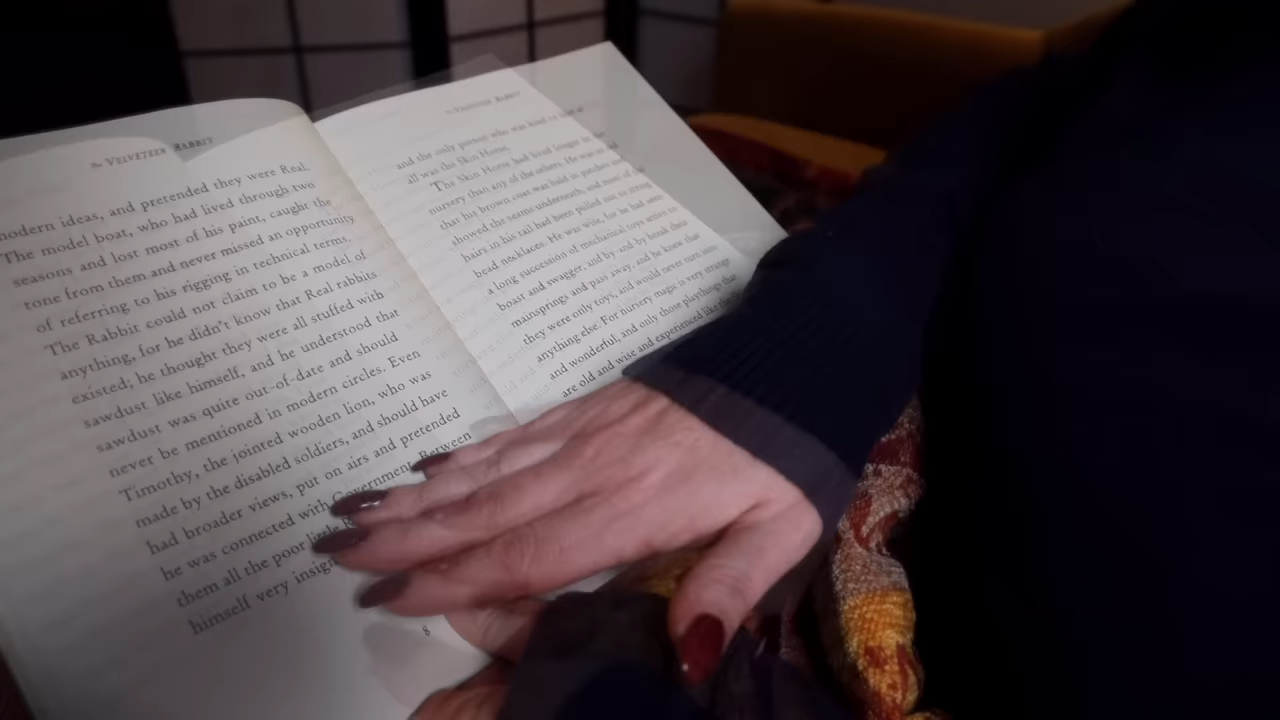 The VELVETEEN RABBIT
modern ideas, and pretended they were Real.
The model boat, who had lived through two
seasons and lost most of his paint, caught the
tone from them and never missed an opportunity
of referring to his rigging in technical terms.
The Rabbit could not claim to be a model of
anything, for he didn't know that Real rabbits
existed; he thought they were all stuffed with
sawdust like himself, and he understood that
sawdust was quite out-of-date and should
never be mentioned in modern circles. Even
Timothy, the jointed wooden lion, who was
made by the disabled soldiers, and should have
had broader views, put on airs and pretended
he was connected with Government. Between
them all the poor little
himself very insign
8
The VELVETEEN RABBIT
and the only person who was kind to him at
all was the Skin Horse.
The Skin Horse had lived longer in the
nursery than any of the others. He was so old
that his brown coat was bald in patches and
showed the seams underneath, and most of the
hairs in his tail had been pulled out to string
bead necklaces. He was wise, for he had seen
a long succession of mechanical toys arrive to
boast and swagger, and by-and-by break their
mainsprings and pass away, and he knew that
they were only toys, and would never turn into
anything else. For nursery magic is very strange
and wonderful, and only those playthings that
are old and wise and experienced like the